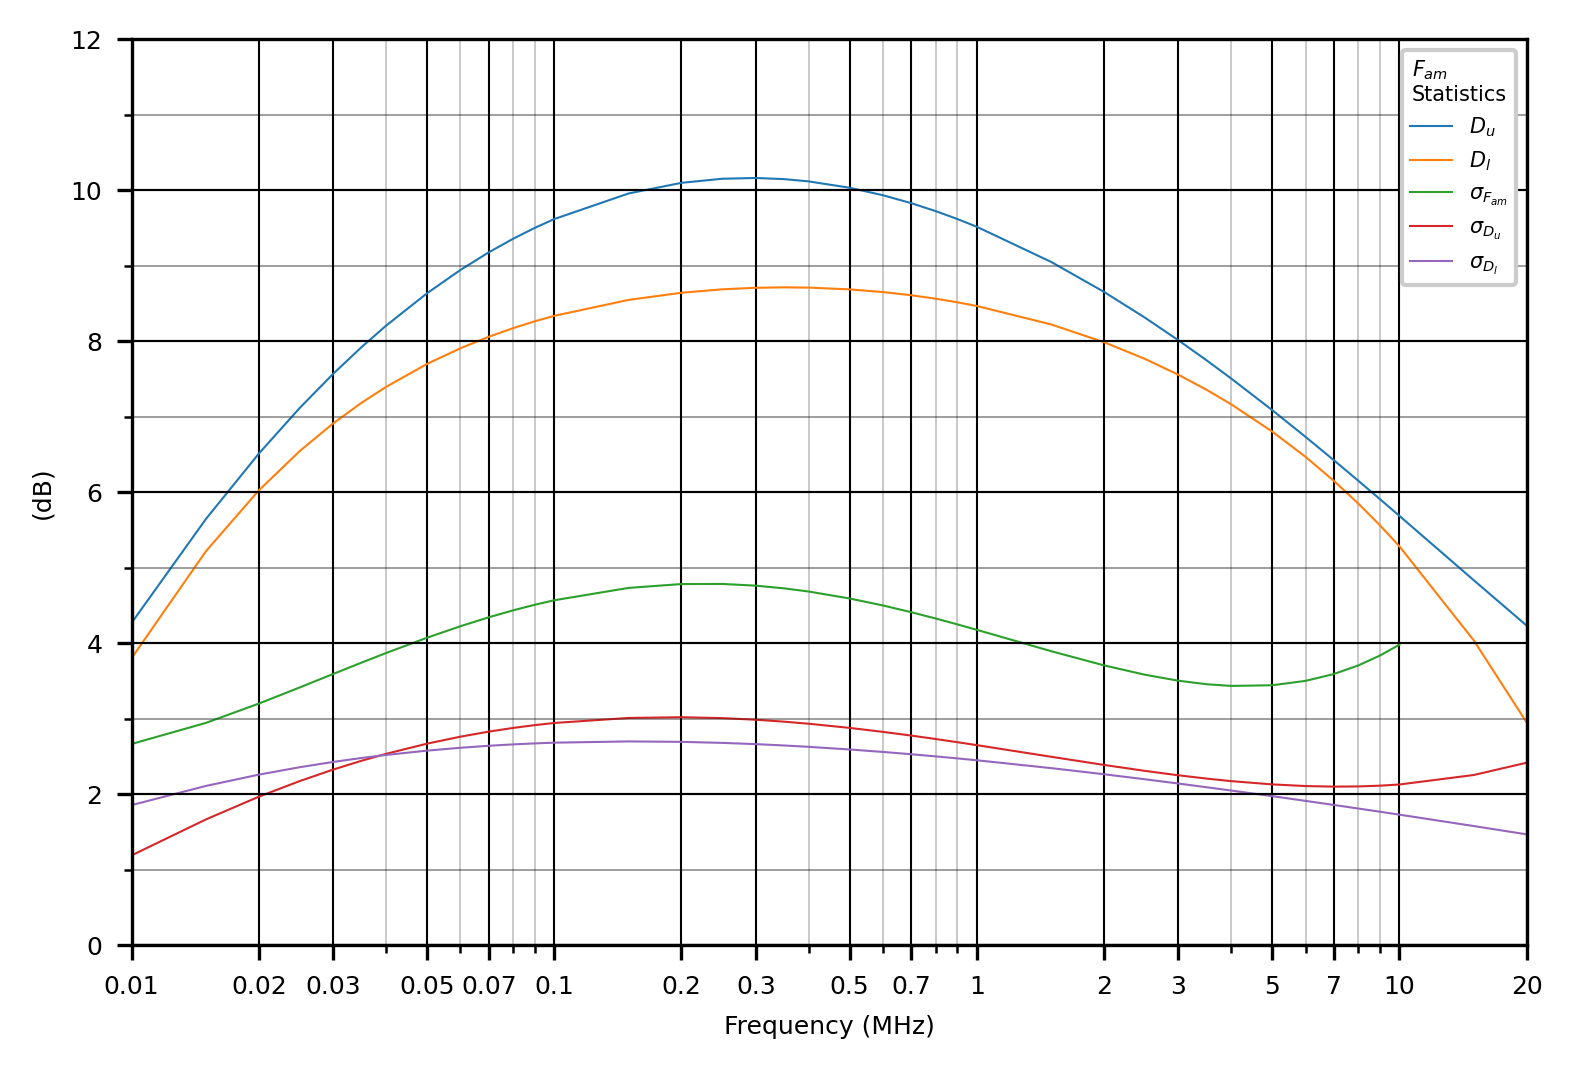 12
10
8
6
4
2
0
(dB)
F_am
Statistics
D_u
D_l
σ_F_am
σ_D_u
σ_D_l
0.01 0.02 0.03 0.05 0.07 0.1 0.2 0.3 0.5 0.7 1 2 3 5 7 10 20
Frequency (MHz)